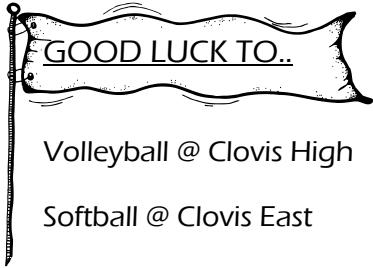 GOOD LUCK TO..
Volleyball @ Clovis High
Softball @ Clovis East